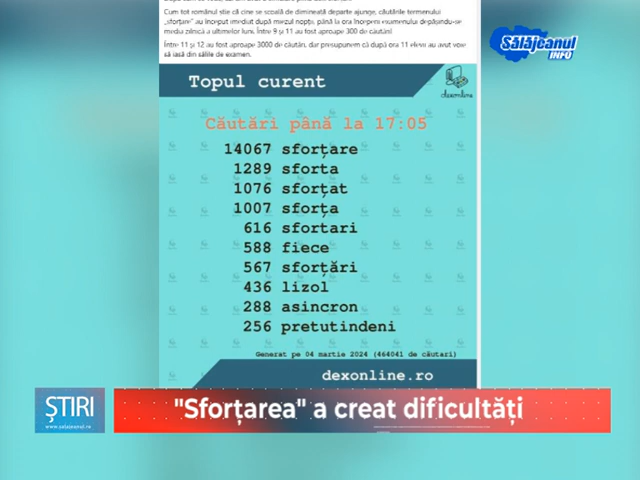 Cum tot românul știe că cine se scoală de dimineață departe ajunge, căutările termenului
„sforțare” au început imediat după miezul nopții, până la ora începerii examenului depășindu-se
media zilnică a ultimelor luni. Între 9 și 11 au fost aproape 300 de căutări!
Între 11 și 12 au fost aproape 3000 de căutări, dar presupunem că după ora 11 elevii au avut voie
să iasă din sălile de examen.
Sălăjeanul
INFO
Topul curent
dexonline
Căutări până la 17:05
14067 sforțare
1289 sforta
1076 sforțat
1007 sforța
616 sfortari
588 fiece
567 sforțări
436 lizol
288 asincron
256 pretutindeni
Generat pe 04 martie 2024 (464041 de căutari)
dexonline.ro
ȘTIRI
www.salajeanul.ro
"Sforțarea" a creat dificultăți